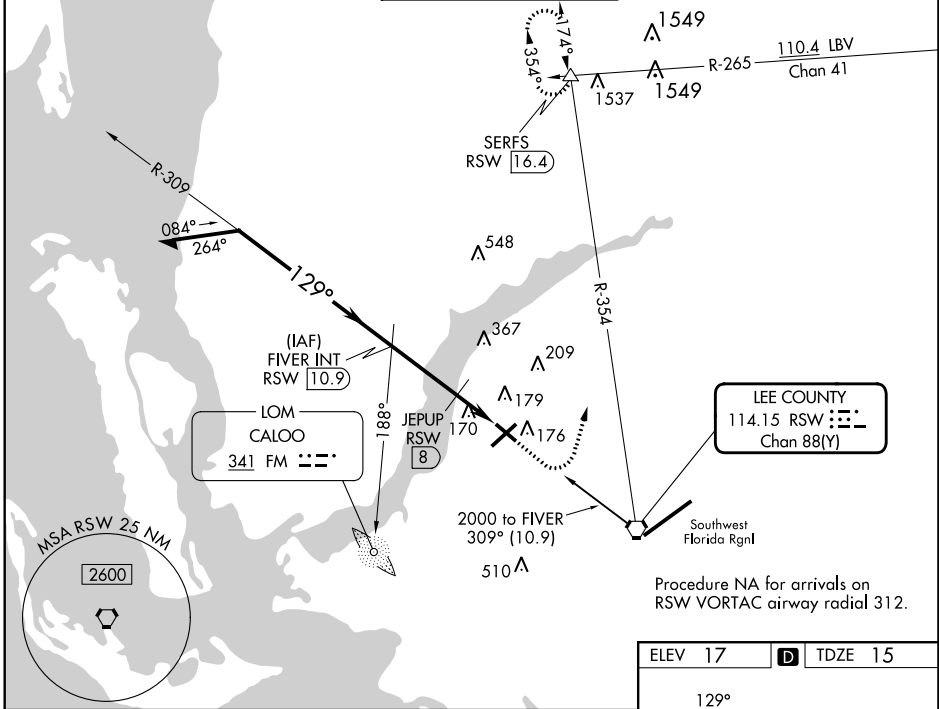 1549
174°
354°
110.4 LBV
R-265
Chan 41
1537
1549
SERFS
RSW 16.4
R-309
084°
264°
548
129°
R-354
(IAF)
FIVER INT
RSW 10.9
367
209
188°
JEPUP
RSW
8
179
170
176
LOM
CALOO
341 FM
LEE COUNTY
114.15 RSW
Chan 88(Y)
2000 to FIVER
309° (10.9)
Southwest
Florida Rgnl
510
MSA RSW 25 NM
2600
Procedure NA for arrivals on
RSW VORTAC airway radial 312.
ELEV 17 D TDZE 15
129°